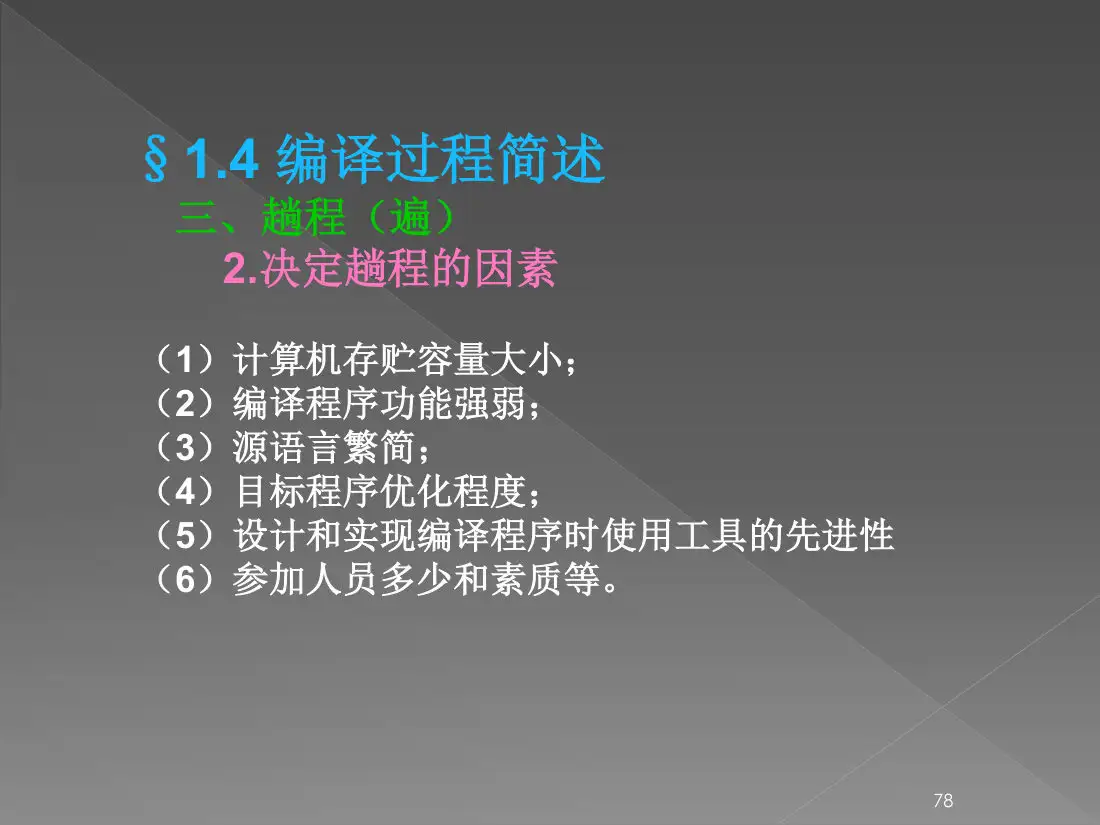 §1.4 编译过程简述
三、趟程（遍）
2.决定趟程的因素
（1）计算机存贮容量大小；
（2）编译程序功能强弱；
（3）源语言繁简；
（4）目标程序优化程度；
（5）设计和实现编译程序时使用工具的先进性
（6）参加人员多少和素质等。
78